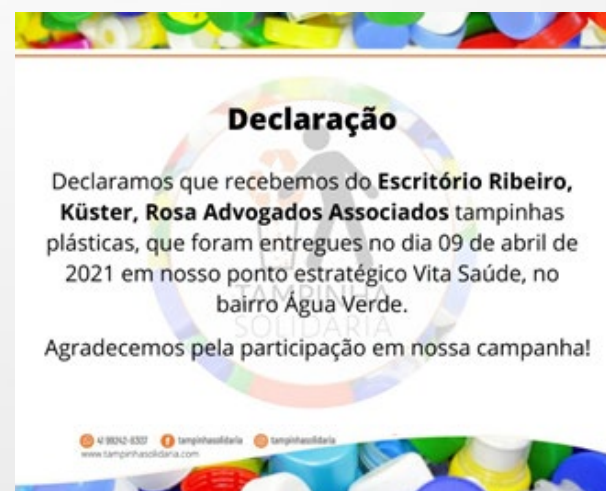 Declaração
Declaramos que recebemos do Escritório Ribeiro,
Küster, Rosa Advogados Associados tampinhas
plásticas, que foram entregues no dia 09 de abril de
2021 em nosso ponto estratégico Vita Saúde, no
bairro Água Verde.
TAMPINHA
SOLIDÁRIA
Agradecemos pela participação em nossa campanha!
tampinhasolidaria tampinhasolidaria
www.tampinhasolidaria.com